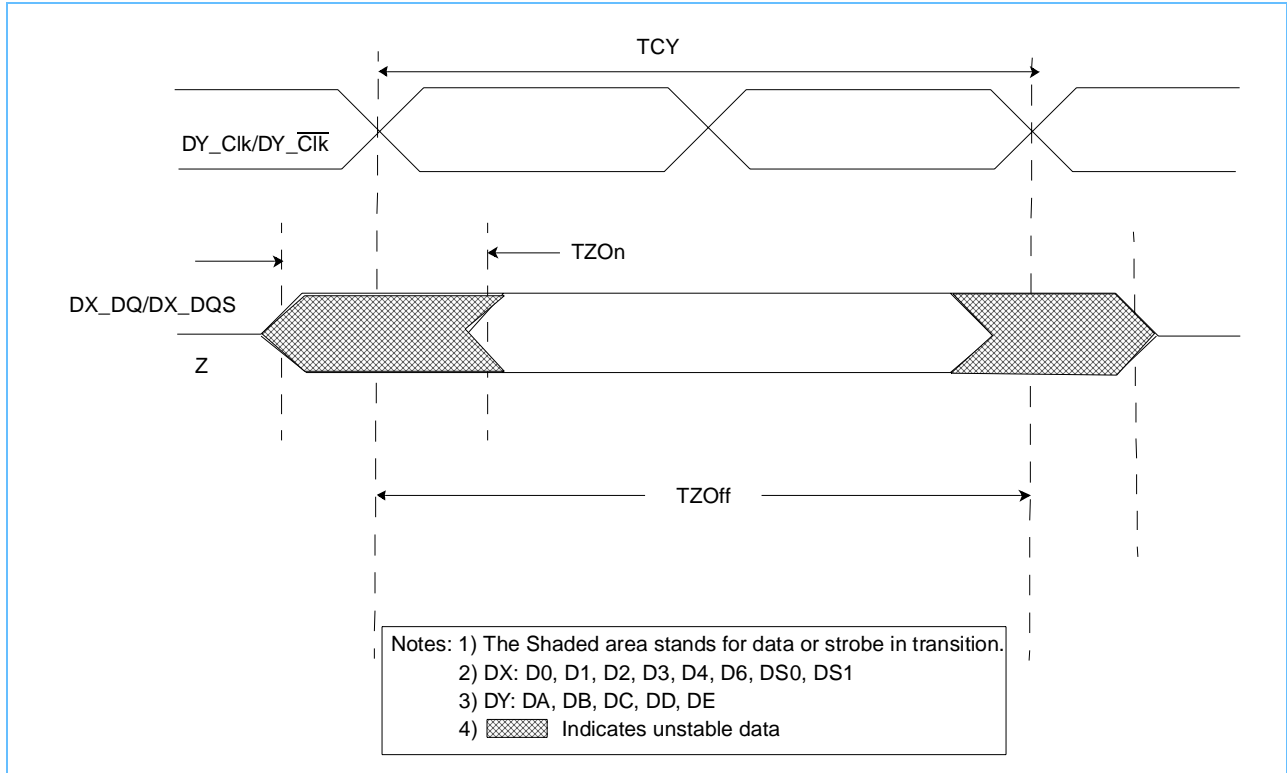 TCY
DY_Clk/DY_C̅l̅k̅
TZOn
DX_DQ/DX_DQS
Z
TZOff
Notes: 1) The Shaded area stands for data or strobe in transition.
2) DX: D0, D1, D2, D3, D4, D6, DS0, DS1
3) DY: DA, DB, DC, DD, DE
4) Indicates unstable data